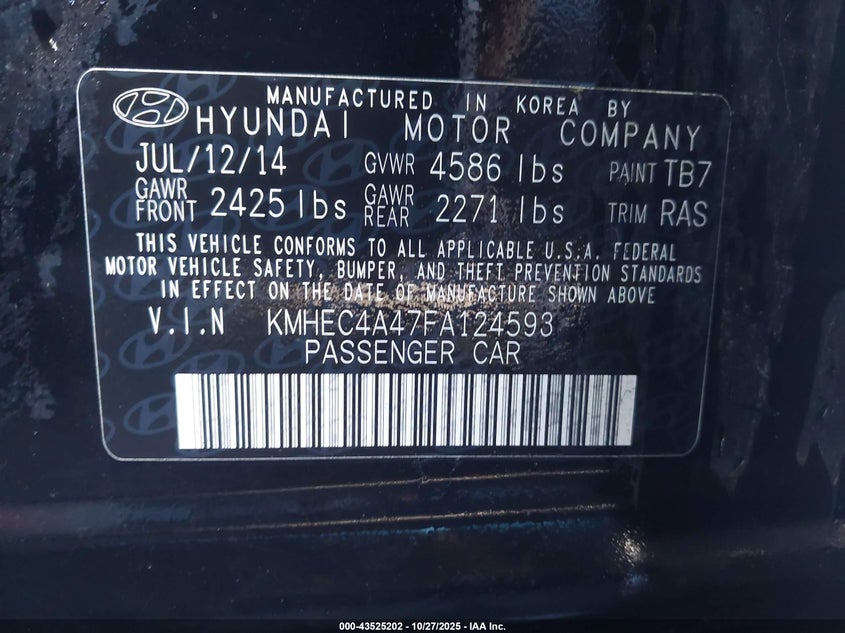 MANUFACTURED IN KOREA BY
HYUNDAI MOTOR COMPANY
JUL/12/14 GVWR 4586 lbs PAINT TB7
GAWR FRONT 2425 lbs GAWR REAR 2271 lbs TRIM RAS
THIS VEHICLE CONFORMS TO ALL APPLICABLE U.S.A. FEDERAL
MOTOR VEHICLE SAFETY, BUMPER, AND THEFT PREVENTION STANDARDS
IN EFFECT ON THE DATE OF MANUFACTURE SHOWN ABOVE
V.I.N KMHEC4A47FA124593
PASSENGER CAR
000-43525202 - 10/27/2025 - IAA Inc.